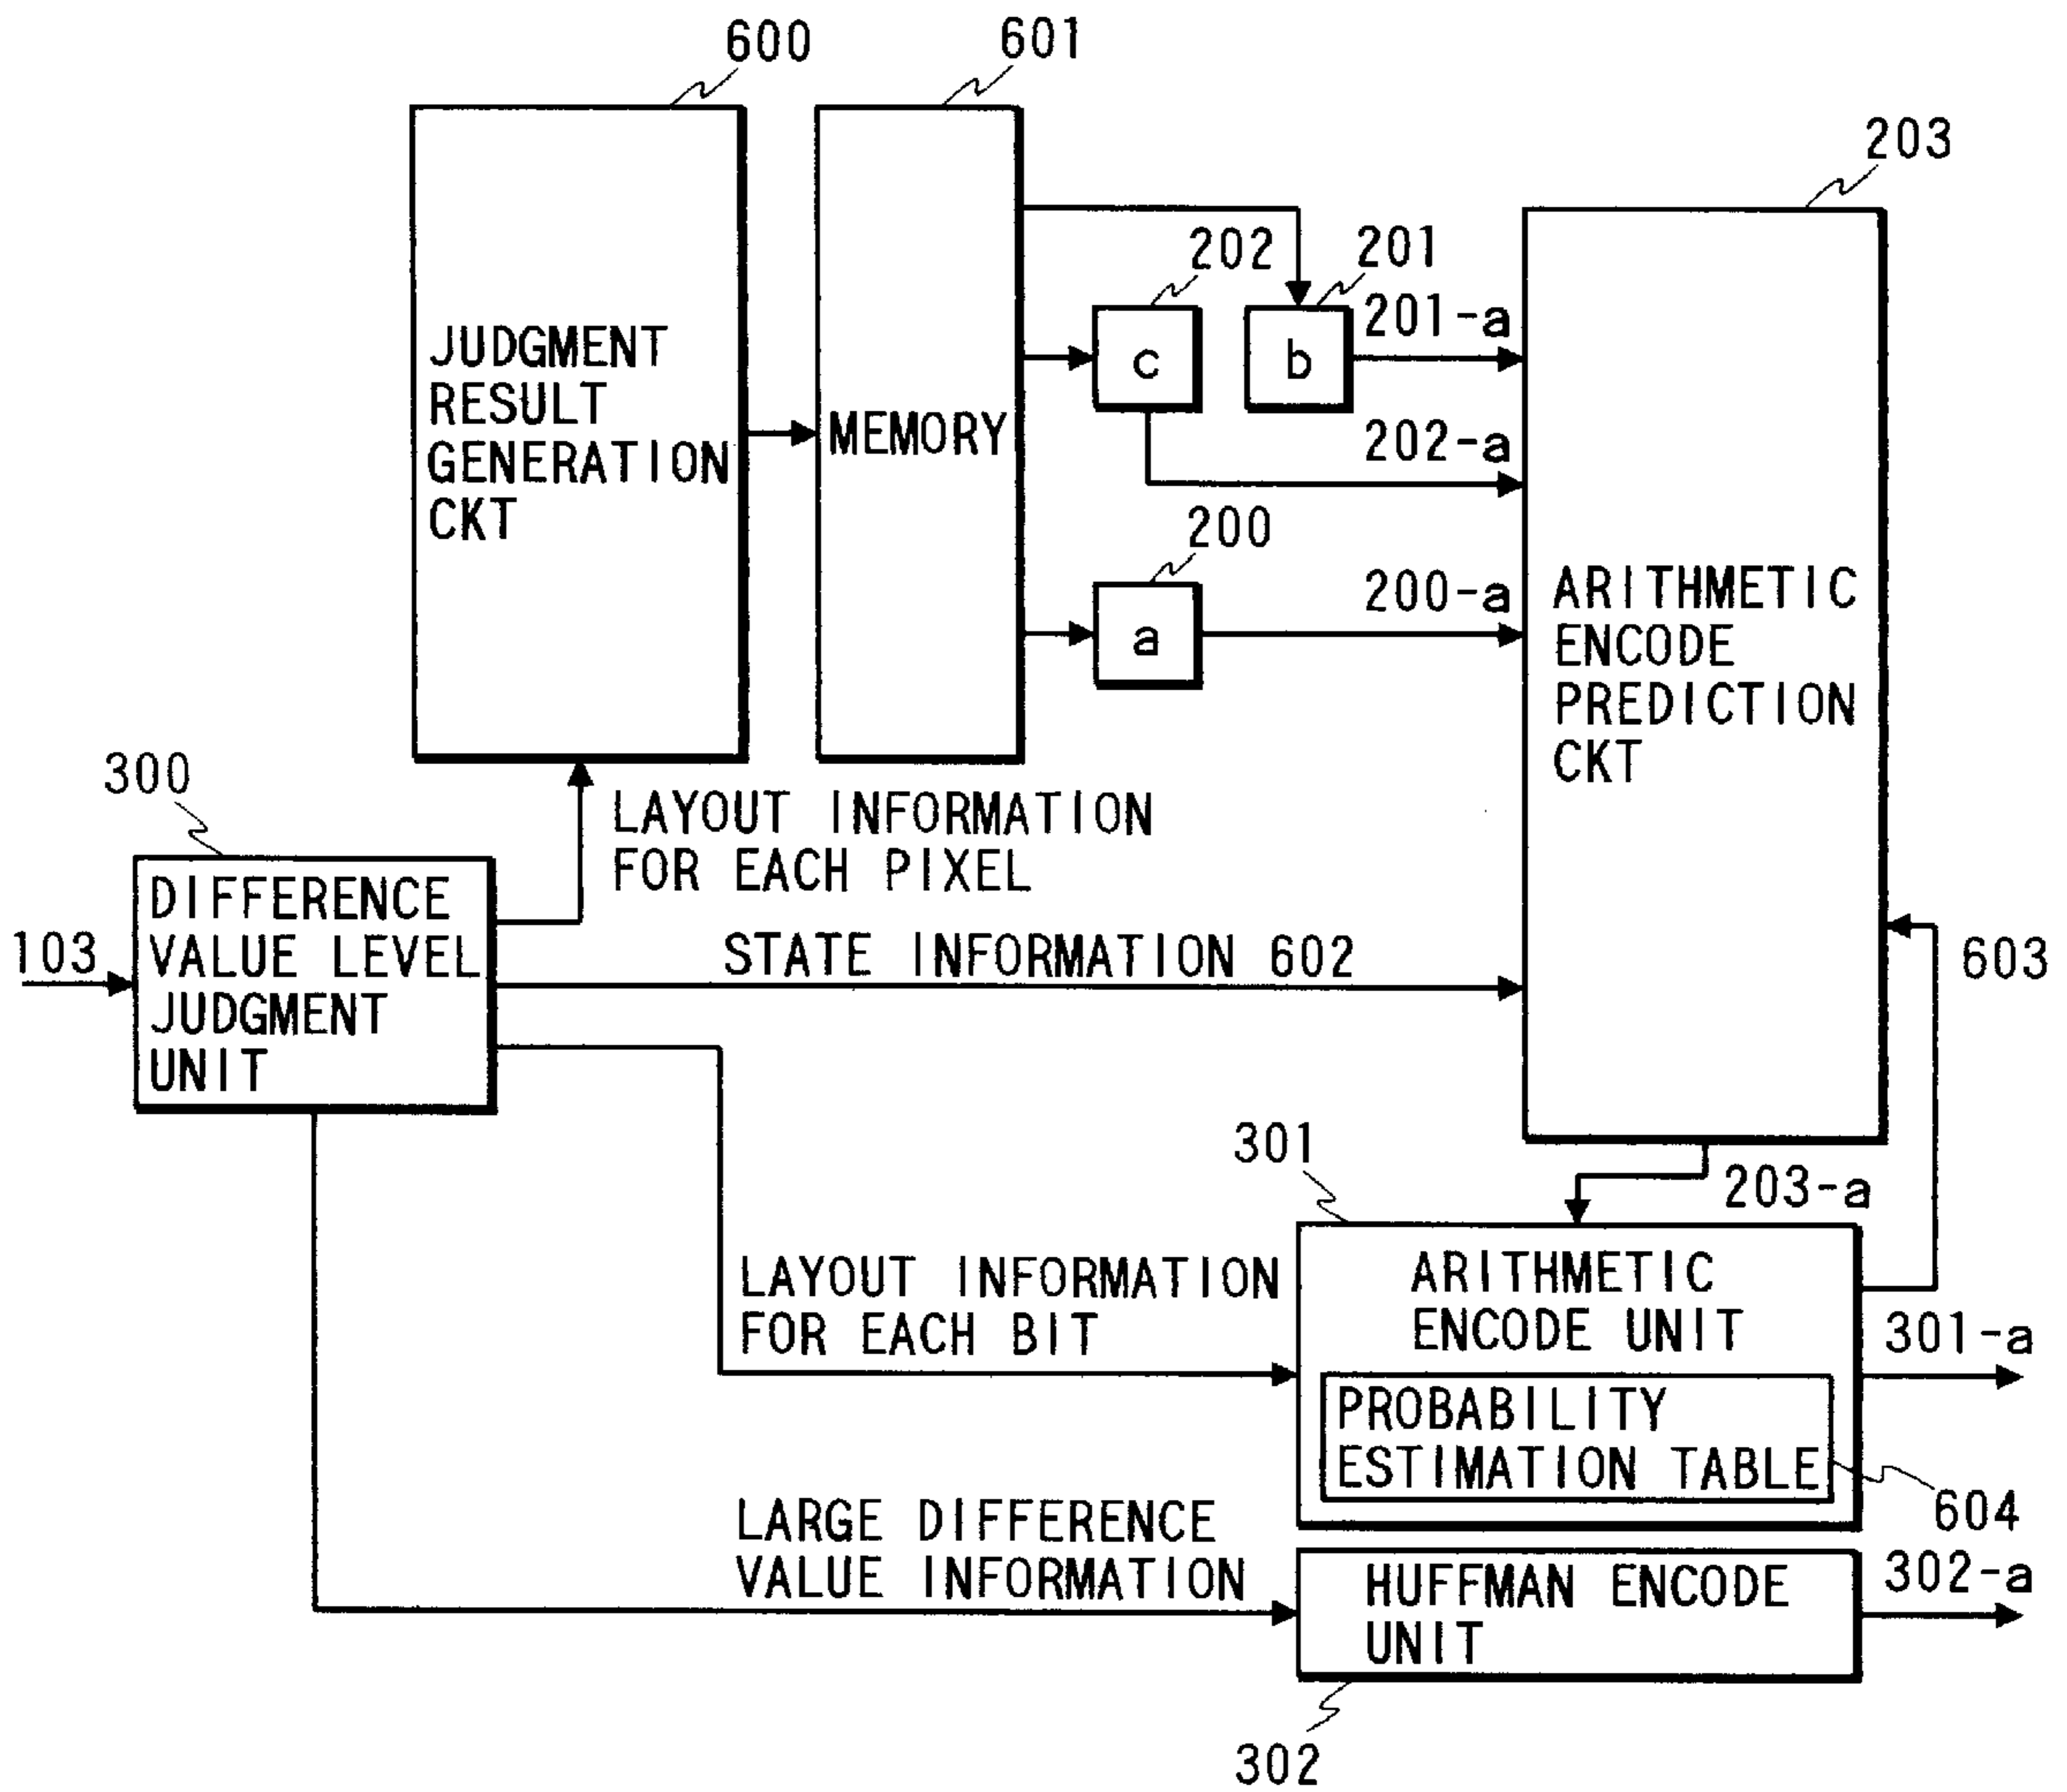 600
601
203
202
201
201-a
JUDGMENT
RESULT
GENERATION
CKT
MEMORY
c
b
202-a
200
200-a
a
ARITHMETIC
ENCODE
PREDICTION
CKT
300
LAYOUT INFORMATION
FOR EACH PIXEL
DIFFERENCE
VALUE LEVEL
JUDGMENT
UNIT
103
STATE INFORMATION 602
603
301
203-a
LAYOUT INFORMATION
FOR EACH BIT
ARITHMETIC
ENCODE UNIT
301-a
PROBABILITY
ESTIMATION TABLE
604
LARGE DIFFERENCE
VALUE INFORMATION
HUFFMAN ENCODE
UNIT
302-a
302